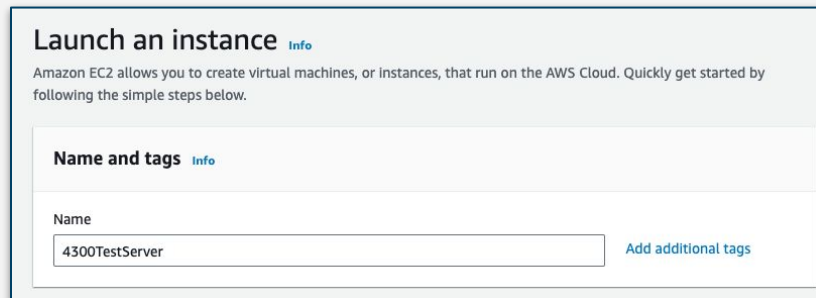 Launch an instance Info
Amazon EC2 allows you to create virtual machines, or instances, that run on the AWS Cloud. Quickly get started by
following the simple steps below.
Name and tags Info
Name
4300TestServer Add additional tags